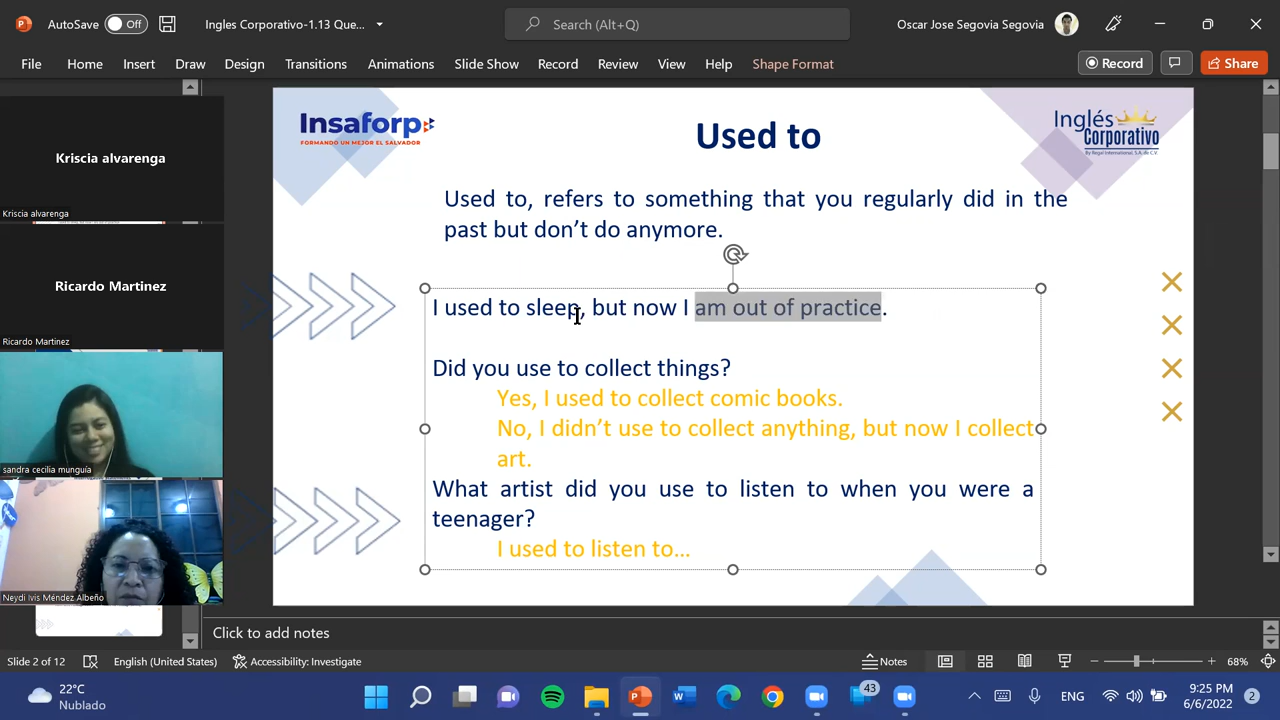 AutoSave Off Ingles Corporativo-1.13 Que... Search (Alt+Q) Oscar Jose Segovia Segovia
File Home Insert Draw Design Transitions Animations Slide Show Record Review View Help Shape Format Record Share
Kriscia alvarenga
Kriscia alvarenga
Ricardo Martinez
Ricardo Martinez
sandra cecilia munguía
Neydi Ivis Méndez Albeño
Insaforp
FORMANDO UN MEJOR EL SALVADOR
Inglés
Corporativo
By Regal International, S.A. de C.V.
Used to
Used to, refers to something that you regularly did in the
past but don’t do anymore.
I used to sleep, but now I am out of practice.
Did you use to collect things?
Yes, I used to collect comic books.
No, I didn’t use to collect anything, but now I collect
art.
What artist did you use to listen to when you were a
teenager?
I used to listen to...
Click to add notes
Slide 2 of 12 English (United States) Accessibility: Investigate Notes 68%
22°C
Nublado
43
ENG
9:25 PM
6/6/2022
2